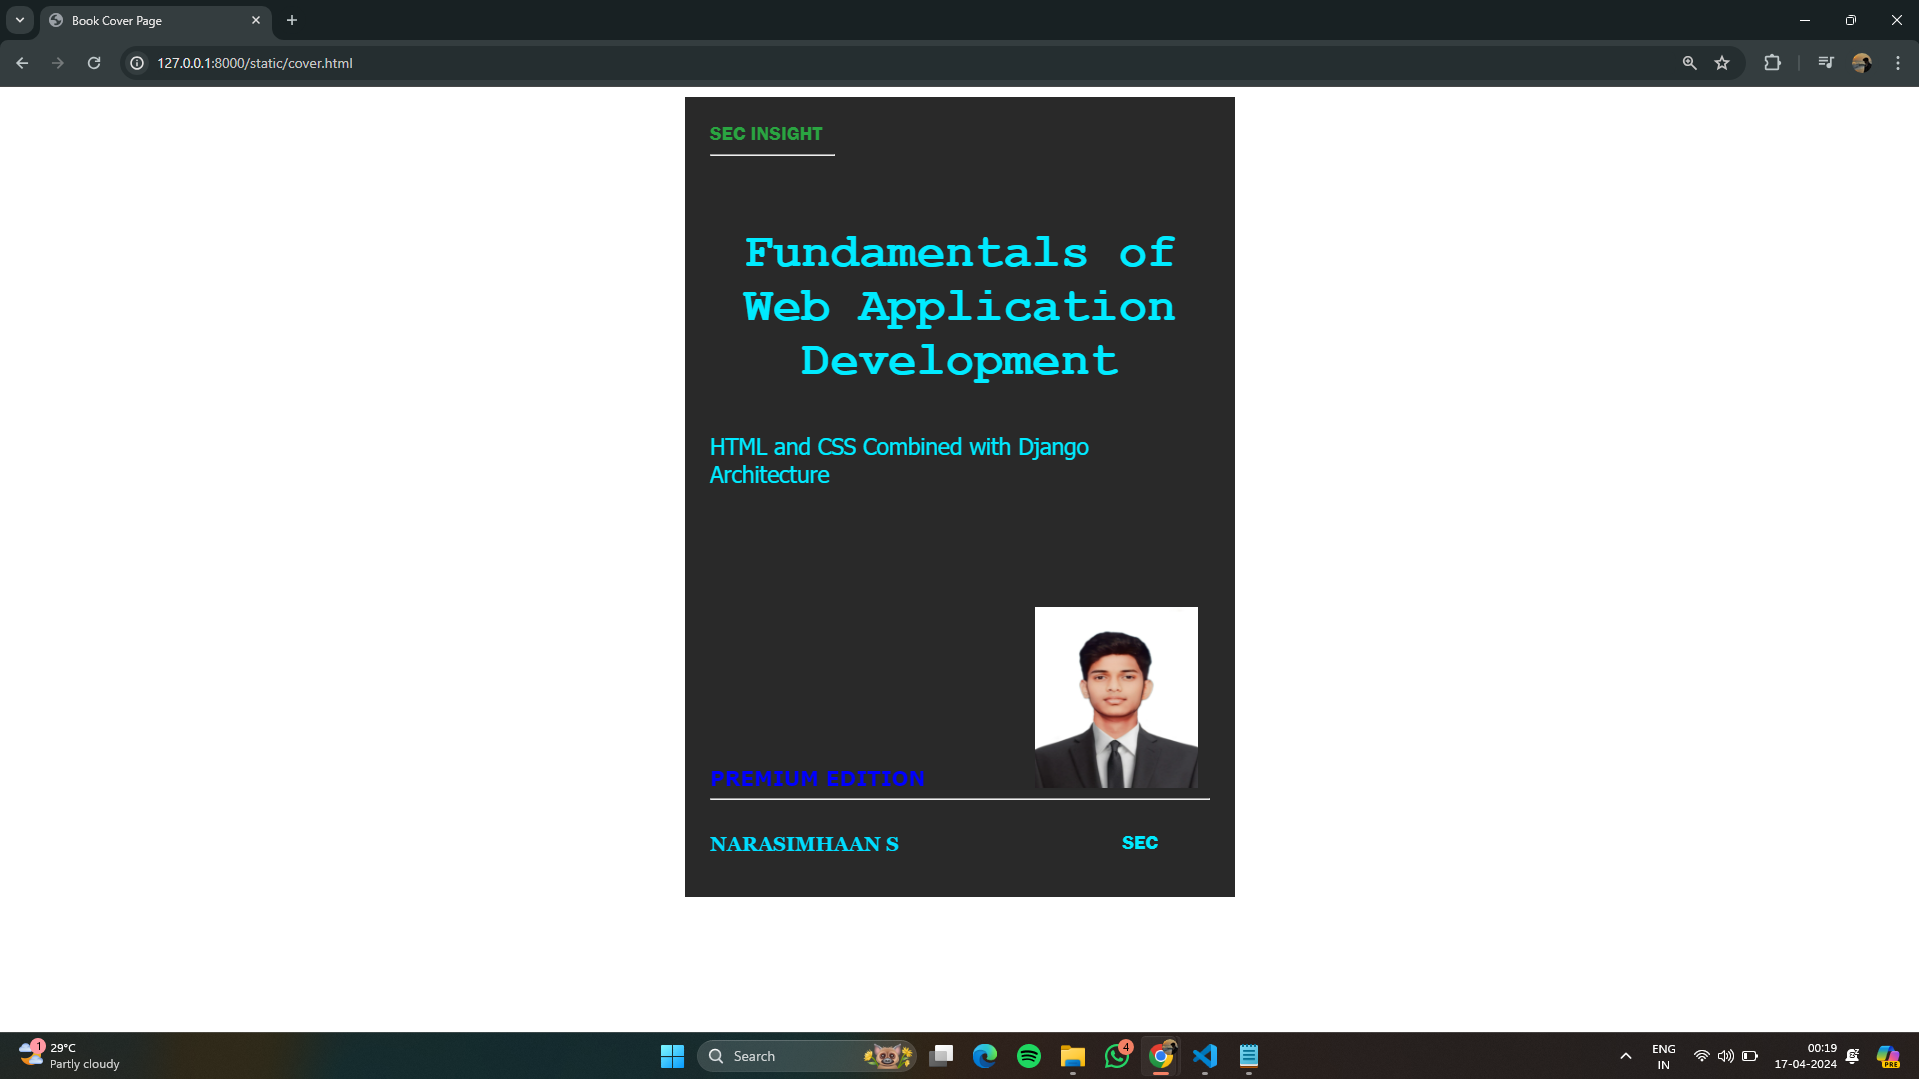 Book Cover Page
127.0.0.1:8000/static/cover.html
SEC INSIGHT
Fundamentals of
Web Application
Development
HTML and CSS Combined with Django
Architecture
PREMIUM EDITION
NARASIMHAAN S
SEC
1
29°C
Partly cloudy
Search
4
ENG
IN
00:19
17-04-2024
PRE